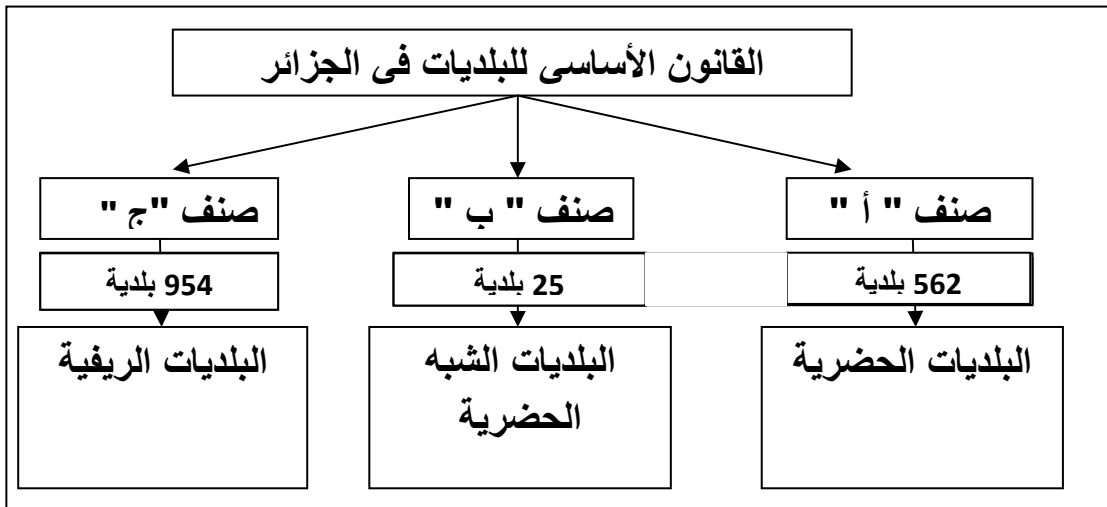 القانون الأساسى للبلديات فى الجزائر
صنف " أ "
صنف " ب "
صنف "ج "
562 بلدية
25 بلدية
954 بلدية
البلديات الحضرية
البلديات الشبه
الحضرية
البلديات الريفية